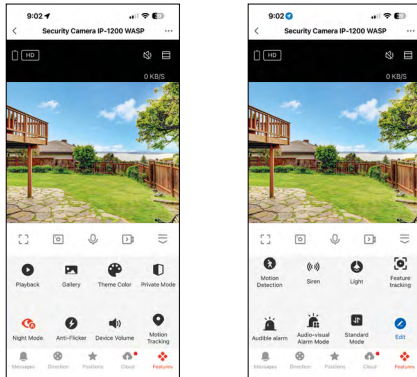 9:02
Security Camera IP-1200 WASP
HD
0 KB/S
Playback
Gallery
Theme Color
Private Mode
Night Mode
Anti-Flicker
Device Volume
Motion
Tracking
Messages
Direction
Positions
Cloud
Features
9:02
Security Camera IP-1200 WASP
HD
0 KB/S
Motion
Detection
Siren
Light
Feature
tracking
Audible alarm
Audio-visual
Alarm Mode
Standard
Mode
Edit
Messages
Direction
Positions
Cloud
Features